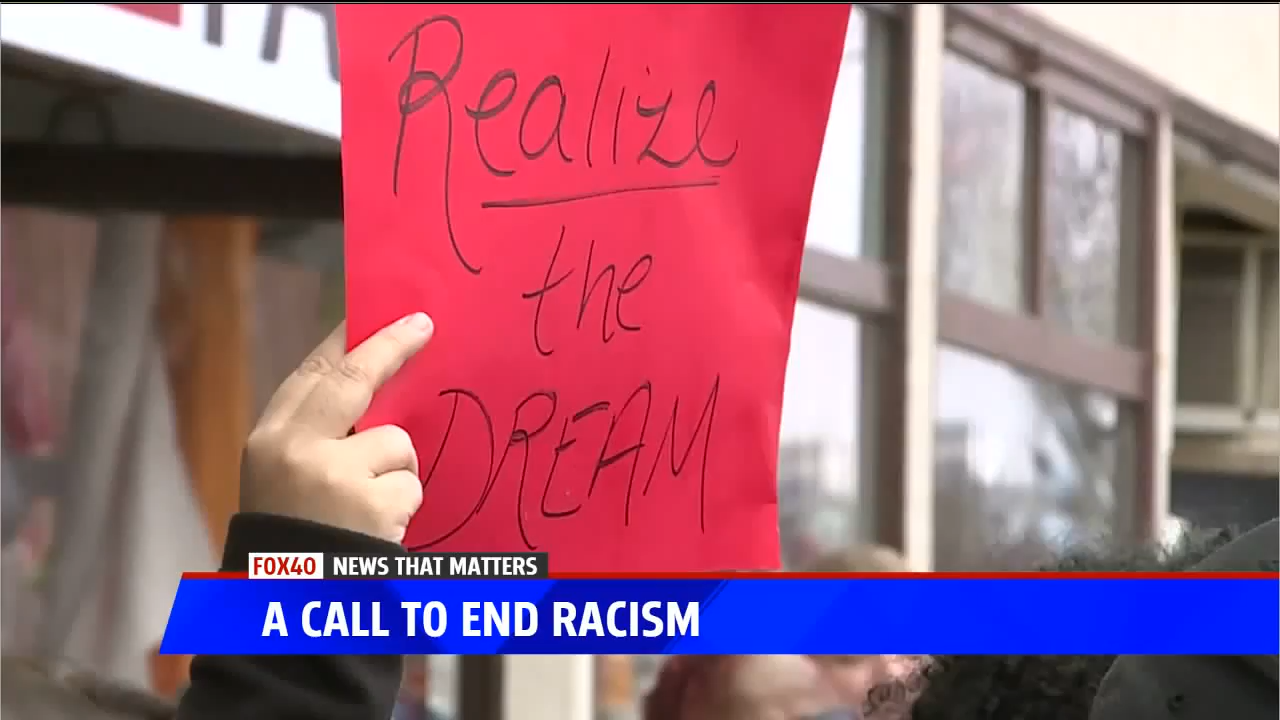 Realize
the
DREAM
FOX40 NEWS THAT MATTERS
A CALL TO END RACISM